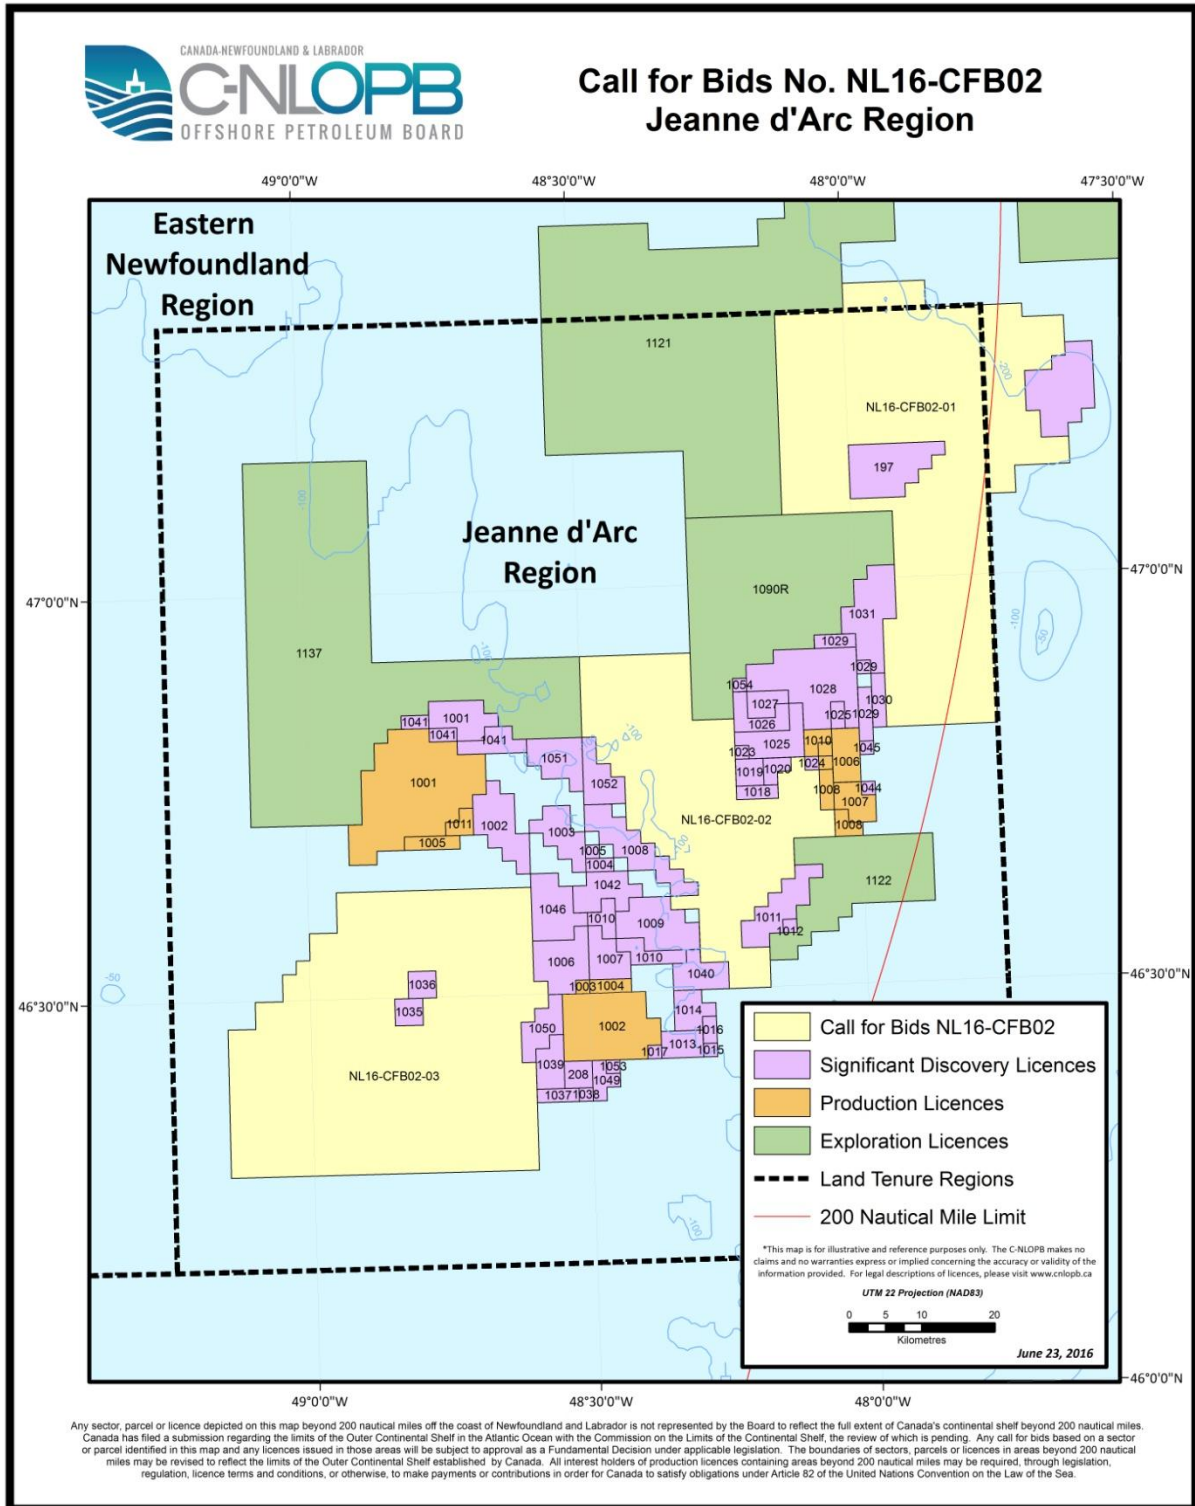 CANADA-NEWFOUNDLAND & LABRADOR
C-NLOPB
OFFSHORE PETROLEUM BOARD
Call for Bids No. NL16-CFB02
Jeanne d'Arc Region
49°0'0"W
48°30'0"W
48°0'0"W
47°30'0"W
Eastern
Newfoundland
Region
1121
-200
NL16-CFB02-01
197
-100
Jeanne d'Arc
Region
47°0'0"N
47°0'0"N
1090R
1031
-100
-50
1029
1137
-100
1029
1054
1028
1027
1030
1025
1029
1026
1001
1041
1041
1041
1010
1025
1045
1023
1051
-100
1024
1006
1019
1020
1001
1052
1018
1008
1044
1007
1011
1002
1003
NL16-CFB02-02
1008
1005
1005
1008
-100
1004
1122
1042
1046
1010
1009
1011
1012
1006
1007
1010
1040
-50
1036
1003
1004
46°30'0"N
46°30'0"N
1035
1014
1050
1002
1016
1013
1017
1015
1039
208
1053
1049
1037
1038
NL16-CFB02-03
-100
Call for Bids NL16-CFB02
Significant Discovery Licences
Production Licences
Exploration Licences
Land Tenure Regions
200 Nautical Mile Limit
*This map is for illustrative and reference purposes only. The C-NLOPB makes no
claims and no warranties express or implied concerning the accuracy or validity of the
information provided. For legal descriptions of licences, please visit www.cnlopb.ca
UTM 22 Projection (NAD83)
0 5 10 20
Kilometres
June 23, 2016
46°0'0"N
49°0'0"W
48°30'0"W
48°0'0"W
Any sector, parcel or licence depicted on this map beyond 200 nautical miles off the coast of Newfoundland and Labrador is not represented by the Board to reflect the full extent of Canada's continental shelf beyond 200 nautical miles.
Canada has filed a submission regarding the limits of the Outer Continental Shelf in the Atlantic Ocean with the Commission on the Limits of the Continental Shelf, the review of which is pending. Any call for bids based on a sector
or parcel identified in this map and any licences issued in those areas will be subject to approval as a Fundamental Decision under applicable legislation. The boundaries of sectors, parcels or licences in areas beyond 200 nautical
miles may be revised to reflect the limits of the Outer Continental Shelf established by Canada. All interest holders of production licences containing areas beyond 200 nautical miles may be required, through legislation,
regulation, licence terms and conditions, or otherwise, to make payments or contributions in order for Canada to satisfy obligations under Article 82 of the United Nations Convention on the Law of the Sea.